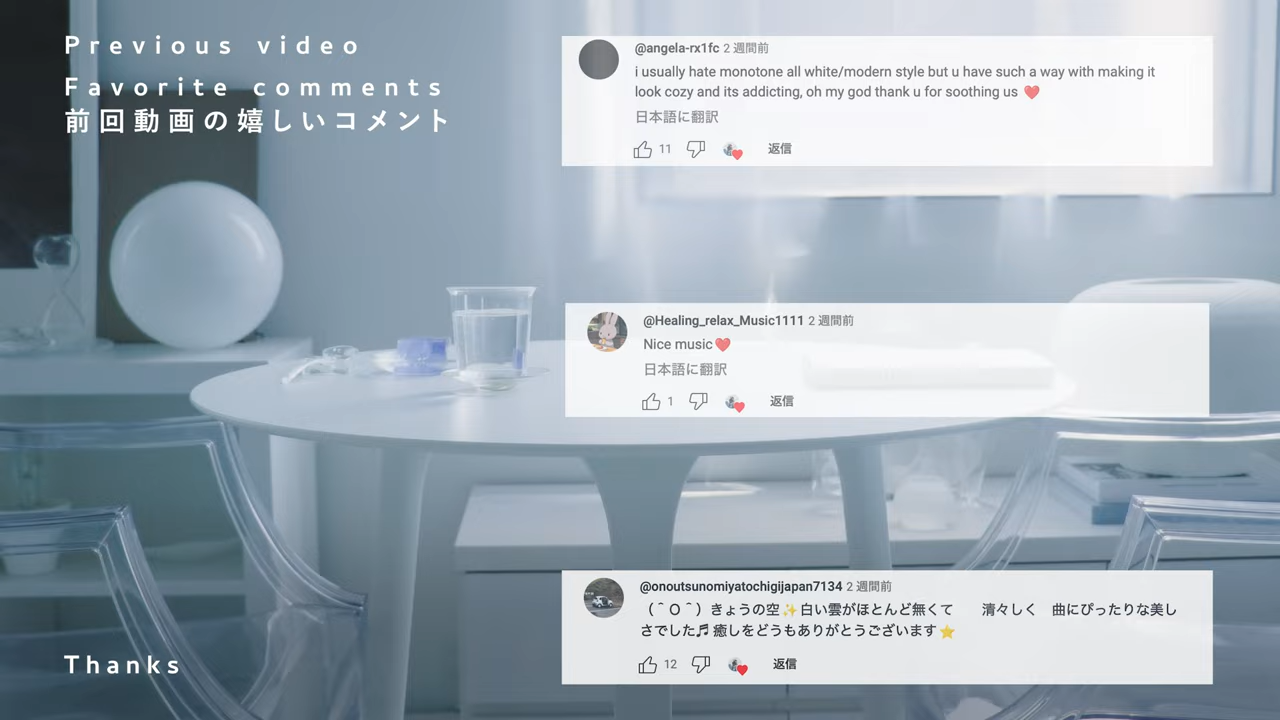 Previous video
Favorite comments
前回動画の嬉しいコメント
@angela-rx1fc 2 週間前
i usually hate monotone all white/modern style but u have such a way with making it
look cozy and its addicting, oh my god thank u for soothing us ❤️
日本語に翻訳
11 返信
@Healing_relax_Music1111 2 週間前
Nice music❤️
日本語に翻訳
1 返信
@onoutsunomiyatochigijapan7134 2 週間前
（＾Ｏ＾）きょうの空✨白い雲がほとんど無くて　　清々しく　曲にぴったりな美し
さでした♬ 癒しをどうもありがとうございます⭐
12 返信
Thanks